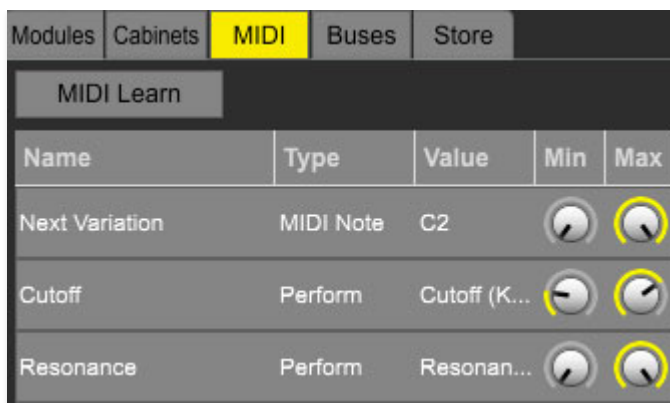 Modules Cabinets MIDI Buses Store
MIDI Learn
Name Type Value Min Max
Next Variation MIDI Note C2
Cutoff Perform Cutoff (K...
Resonance Perform Resonan...